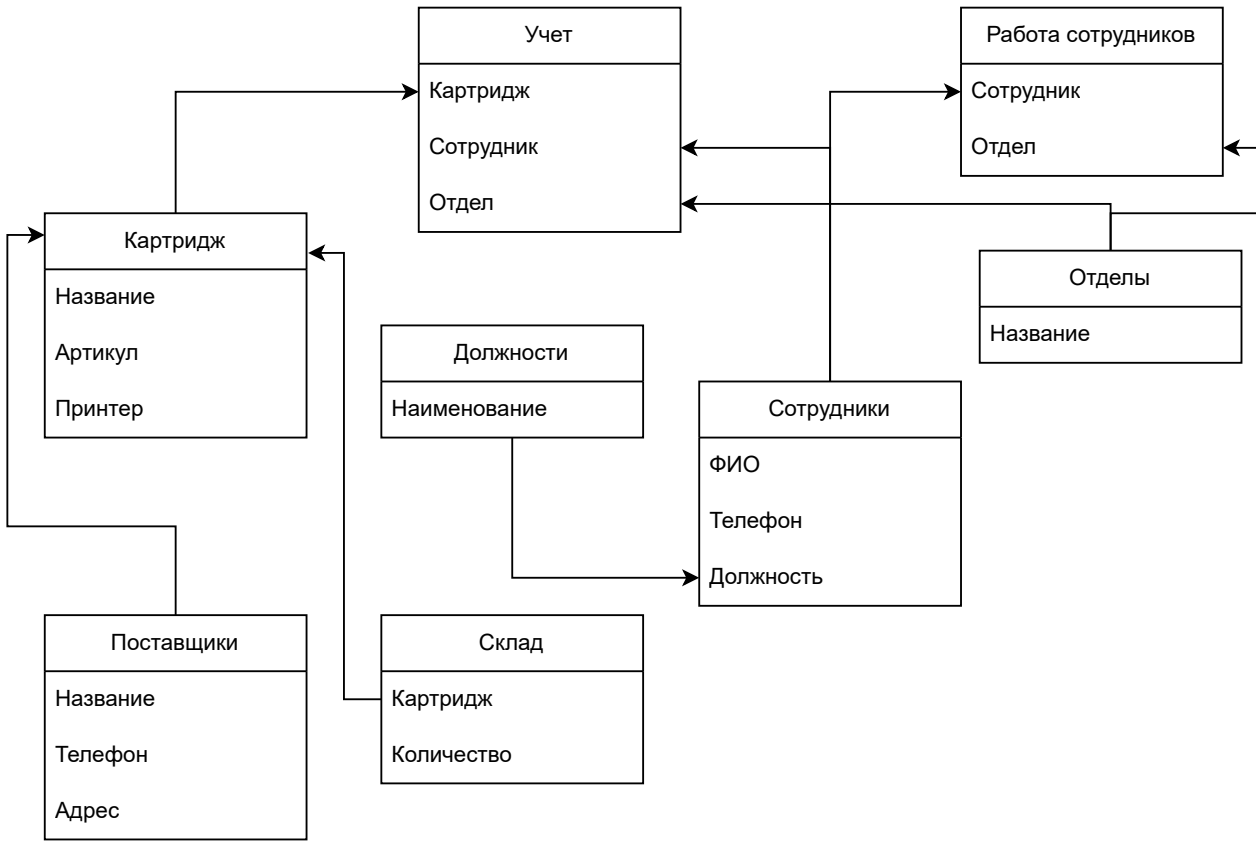 Учет
Картридж
Сотрудник
Отдел
Работа сотрудников
Сотрудник
Отдел
Картридж
Название
Артикул
Принтер
Отделы
Название
Должности
Наименование
Сотрудники
ФИО
Телефон
Должность
Поставщики
Название
Телефон
Адрес
Склад
Картридж
Количество